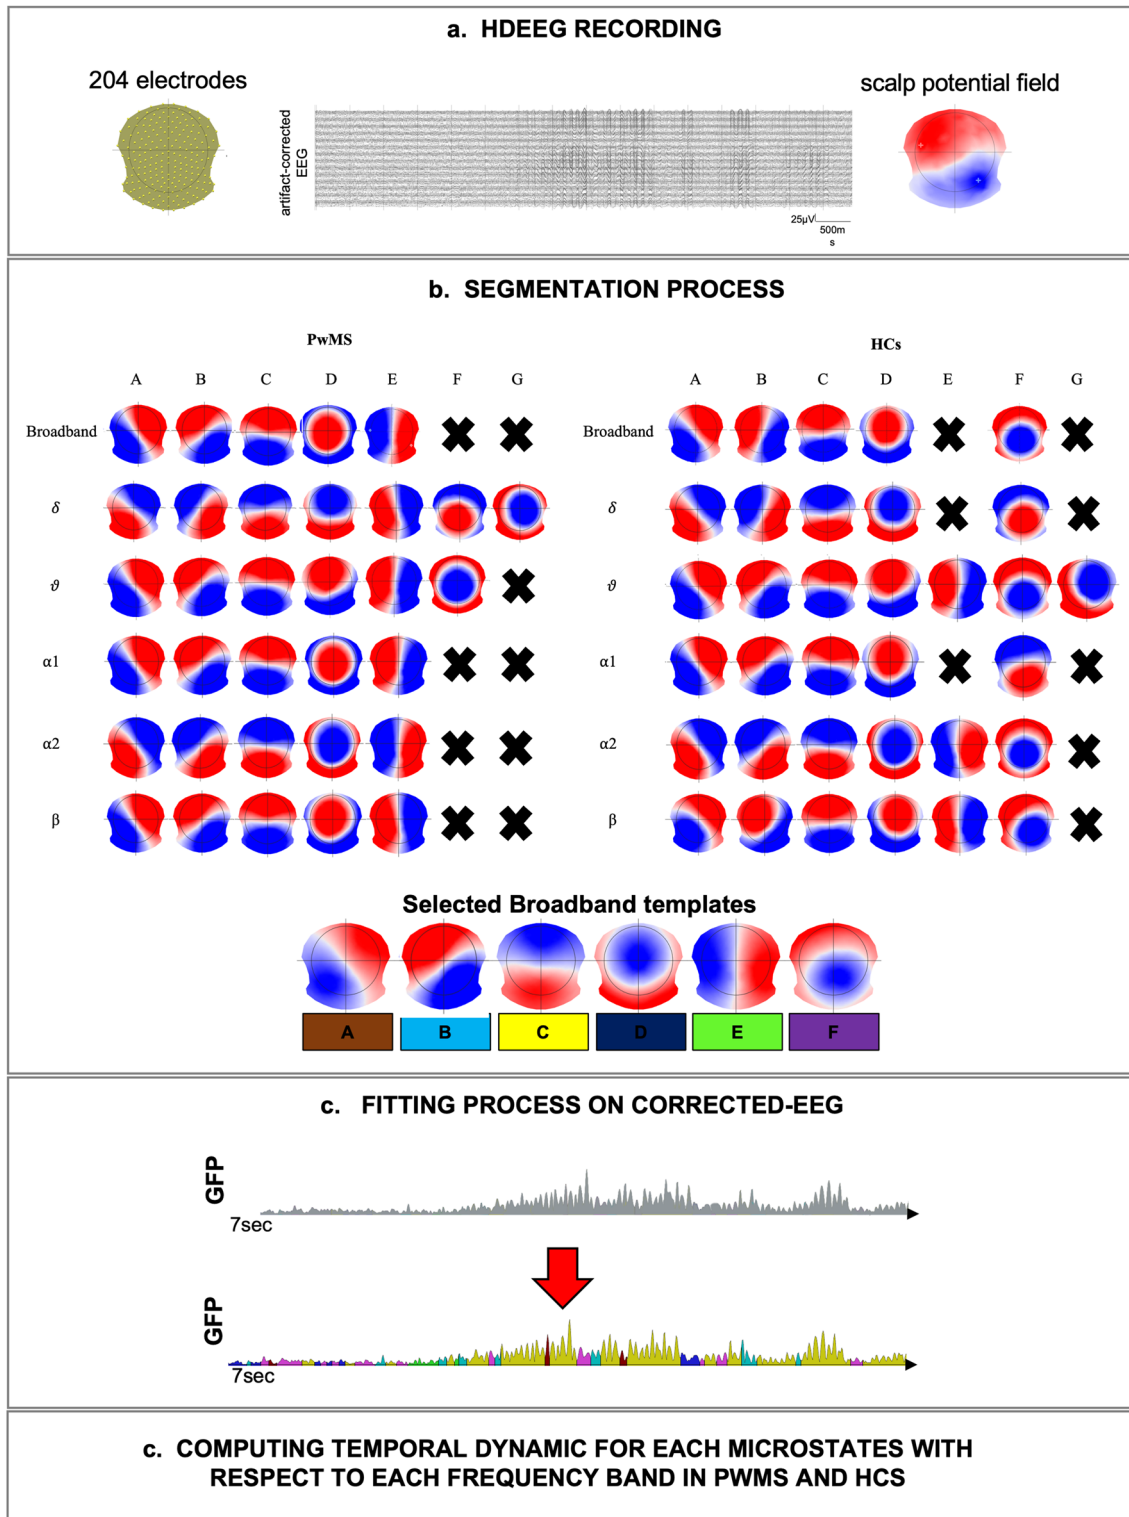 a. HDEEG RECORDING
204 electrodes
scalp potential field
artifact-corrected
EEG
25µV
500m
s
b. SEGMENTATION PROCESS
PwMS
HCs
A B C D E F G
A B C D E F G
Broadband
Broadband
δ
δ
ϑ
ϑ
α1
α1
α2
α2
β
β
Selected Broadband templates
A B C D E F
c. FITTING PROCESS ON CORRECTED-EEG
GFP
7sec
GFP
7sec
c. COMPUTING TEMPORAL DYNAMIC FOR EACH MICROSTATES WITH
RESPECT TO EACH FREQUENCY BAND IN PWMS AND HCS